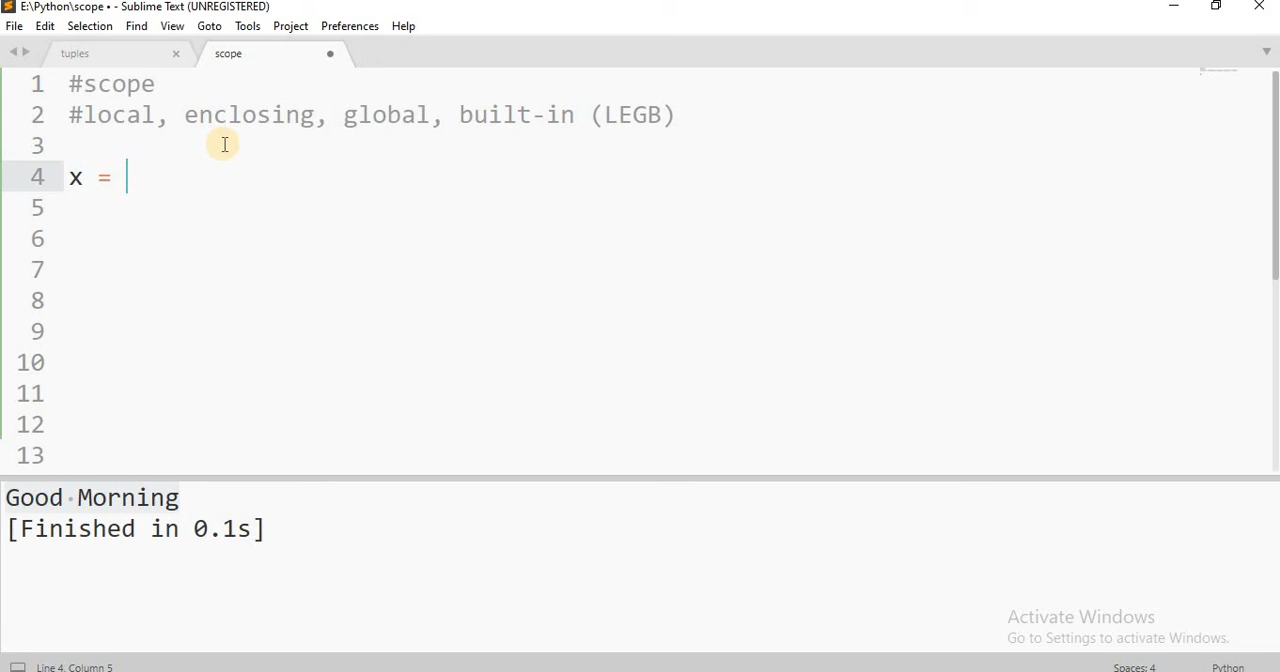 E:\Python\scope • - Sublime Text (UNREGISTERED)
File Edit Selection Find View Goto Tools Project Preferences Help
tuples scope
1 #scope
2 #local, enclosing, global, built-in (LEGB)
3
4 x =
5
6
7
8
9
10
11
12
13
Good·Morning
[Finished in 0.1s]
Activate Windows
Go to Settings to activate Windows.
Line 4, Column 5 Spaces: 4 Python